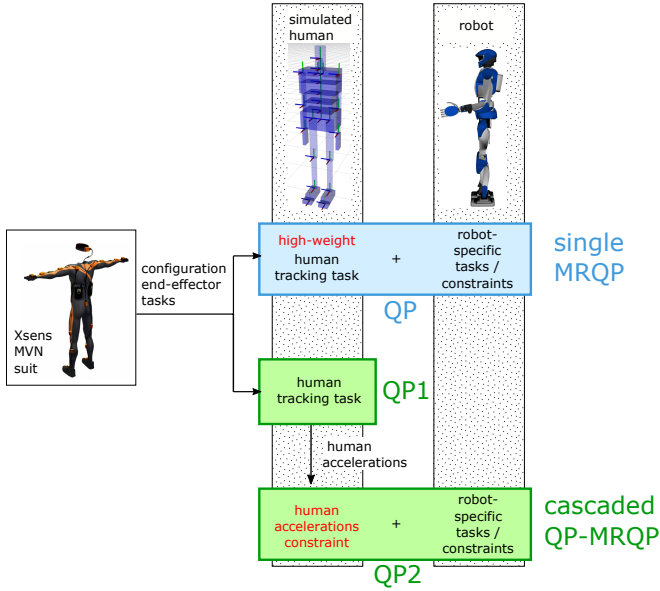 simulated
human
robot
high-weight
human
tracking task
+
robot-
specific
tasks /
constraints
single
MRQP
QP
configuration
end-effector
tasks
Xsens
MVN
suit
human
tracking task
QP1
human
accelerations
human
accelerations
constraint
+
robot-
specific
tasks /
constraints
cascaded
QP-MRQP
QP2